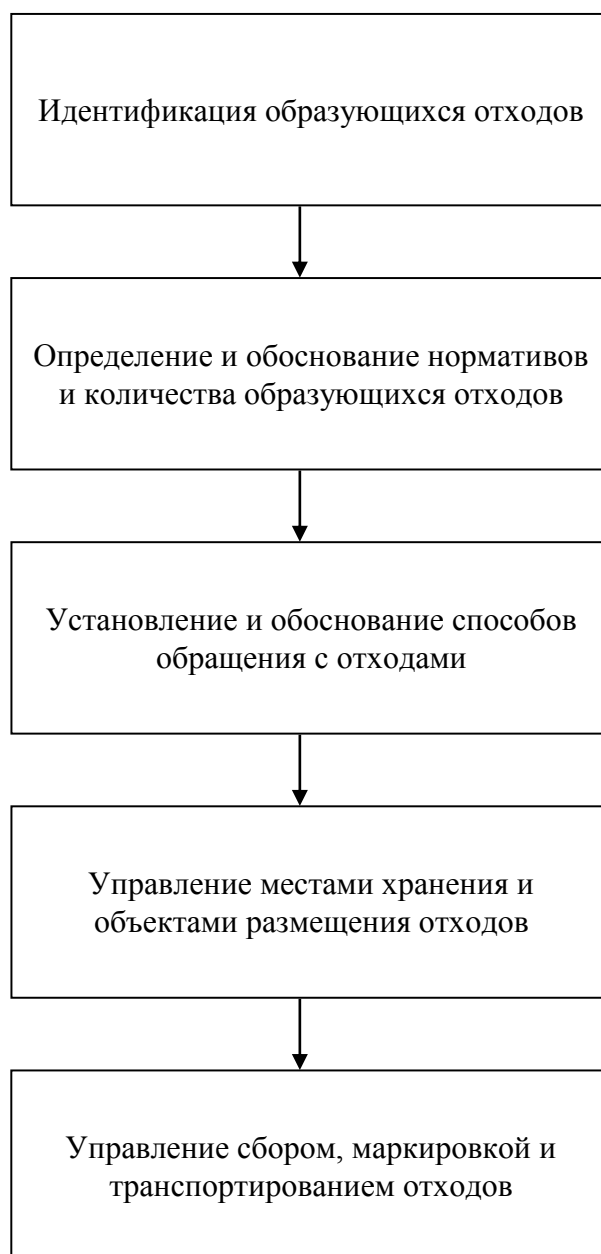 Идентификация образующихся отходов
Определение и обоснование нормативов
и количества образующихся отходов
Установление и обоснование способов
обращения с отходами
Управление местами хранения и
объектами размещения отходов
Управление сбором, маркировкой и
транспортированием отходов